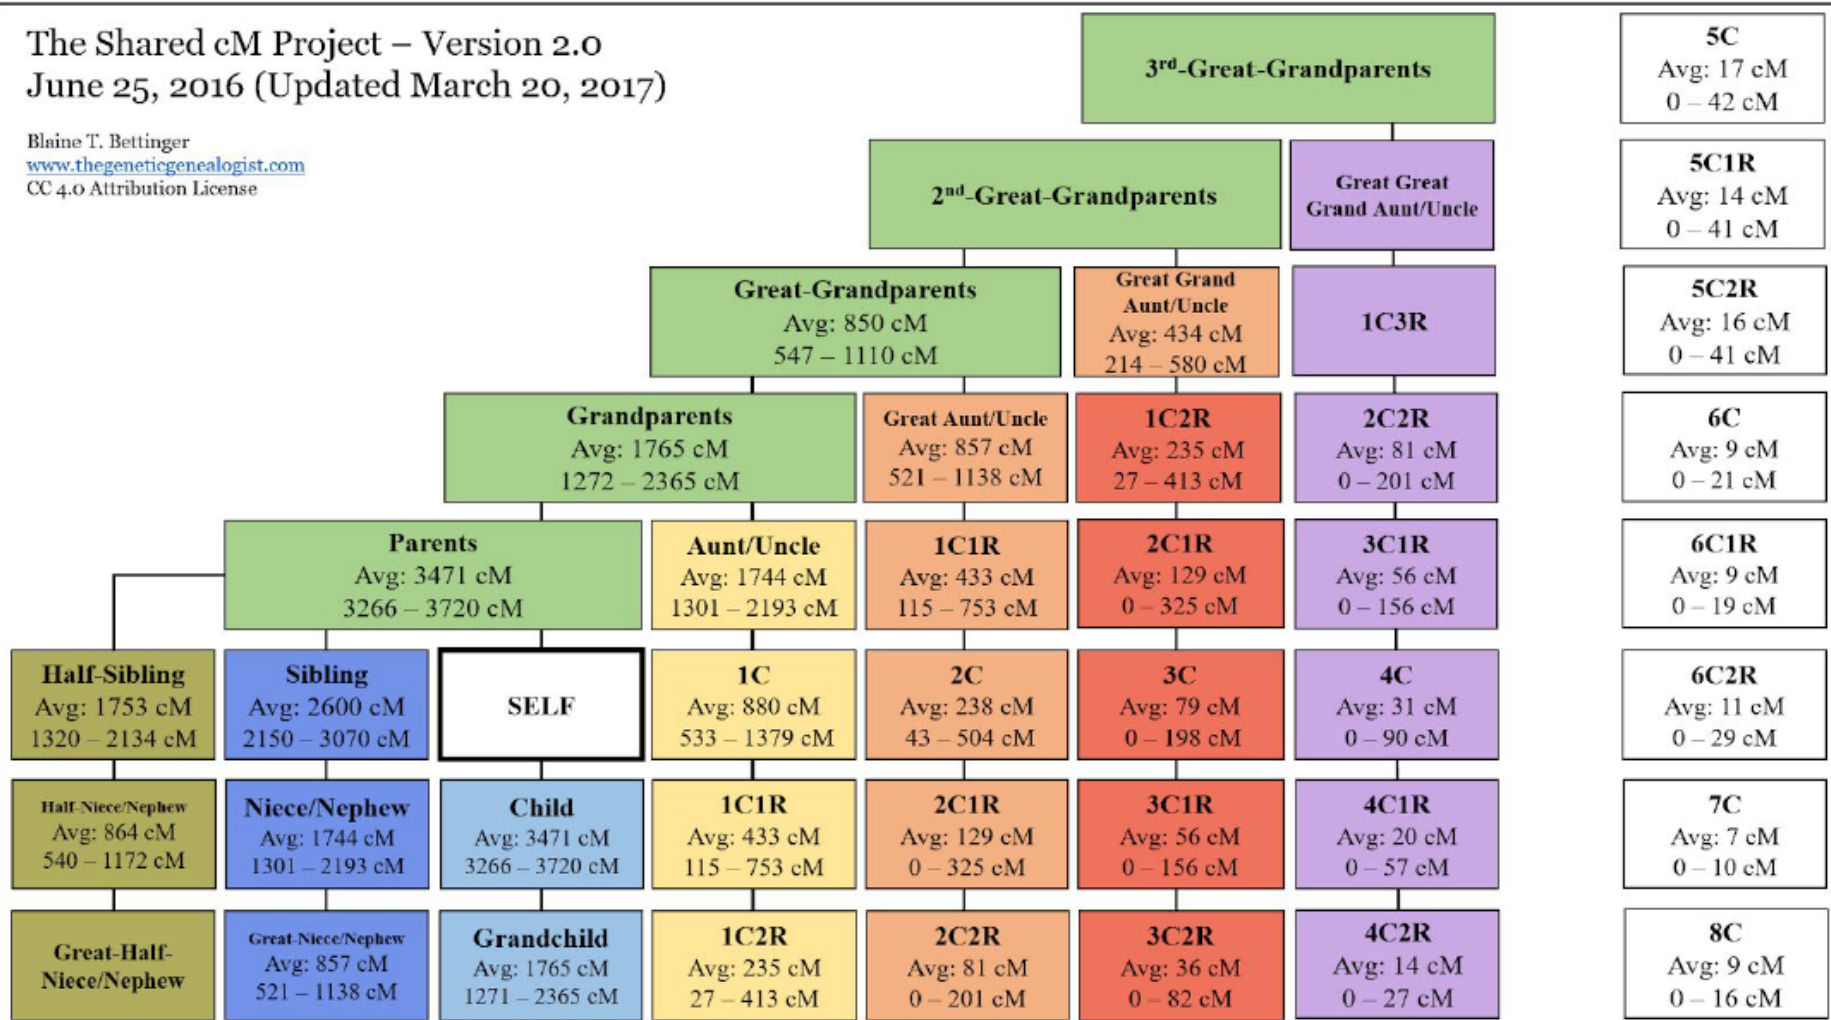 The Shared cM Project – Version 2.0
June 25, 2016 (Updated March 20, 2017)
Blaine T. Bettinger
www.thegeneticgenealogist.com
CC 4.0 Attribution License
3rd-Great-Grandparents
5C
Avg: 17 cM
0 – 42 cM
2nd-Great-Grandparents
Great Great
Grand Aunt/Uncle
5C1R
Avg: 14 cM
0 – 41 cM
Great-Grandparents
Avg: 850 cM
547 – 1110 cM
Great Grand
Aunt/Uncle
Avg: 434 cM
214 – 580 cM
1C3R
5C2R
Avg: 16 cM
0 – 41 cM
Grandparents
Avg: 1765 cM
1272 – 2365 cM
Great Aunt/Uncle
Avg: 857 cM
521 – 1138 cM
1C2R
Avg: 235 cM
27 – 413 cM
2C2R
Avg: 81 cM
0 – 201 cM
6C
Avg: 9 cM
0 – 21 cM
Parents
Avg: 3471 cM
3266 – 3720 cM
Aunt/Uncle
Avg: 1744 cM
1301 – 2193 cM
1C1R
Avg: 433 cM
115 – 753 cM
2C1R
Avg: 129 cM
0 – 325 cM
3C1R
Avg: 56 cM
0 – 156 cM
6C1R
Avg: 9 cM
0 – 19 cM
Half-Sibling
Avg: 1753 cM
1320 – 2134 cM
Sibling
Avg: 2600 cM
2150 – 3070 cM
SELF
1C
Avg: 880 cM
533 – 1379 cM
2C
Avg: 238 cM
43 – 504 cM
3C
Avg: 79 cM
0 – 198 cM
4C
Avg: 31 cM
0 – 90 cM
6C2R
Avg: 11 cM
0 – 29 cM
Half-Niece/Nephew
Avg: 864 cM
540 – 1172 cM
Niece/Nephew
Avg: 1744 cM
1301 – 2193 cM
Child
Avg: 3471 cM
3266 – 3720 cM
1C1R
Avg: 433 cM
115 – 753 cM
2C1R
Avg: 129 cM
0 – 325 cM
3C1R
Avg: 56 cM
0 – 156 cM
4C1R
Avg: 20 cM
0 – 57 cM
7C
Avg: 7 cM
0 – 10 cM
Great-Half-
Niece/Nephew
Great-Niece/Nephew
Avg: 857 cM
521 – 1138 cM
Grandchild
Avg: 1765 cM
1271 – 2365 cM
1C2R
Avg: 235 cM
27 – 413 cM
2C2R
Avg: 81 cM
0 – 201 cM
3C2R
Avg: 36 cM
0 – 82 cM
4C2R
Avg: 14 cM
0 – 27 cM
8C
Avg: 9 cM
0 – 16 cM